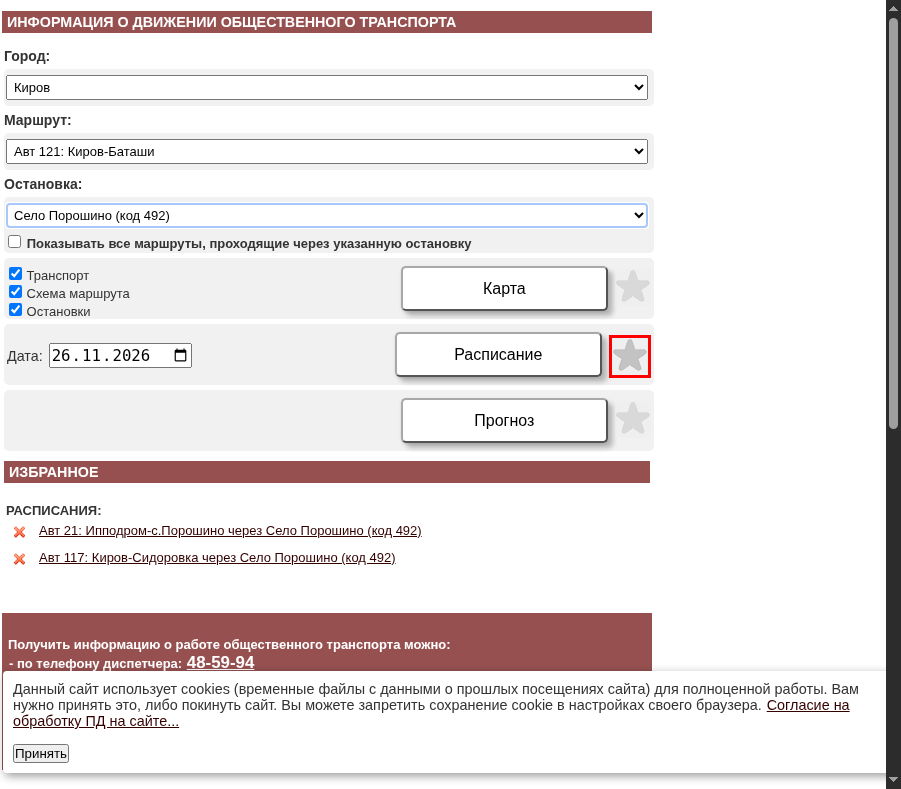 ИНФОРМАЦИЯ О ДВИЖЕНИИ ОБЩЕСТВЕННОГО ТРАНСПОРТА
Город:
Киров
Маршрут:
Авт 121: Киров-Баташи
Остановка:
Село Порошино (код 492)
Показывать все маршруты, проходящие через указанную остановку
Транспорт
Схема маршрута
Остановки
Карта
Дата: 26.11.2026
Расписание
Прогноз
ИЗБРАННОЕ
РАСПИСАНИЯ:
Авт 21: Ипподром-с.Порошино через Село Порошино (код 492)
Авт 117: Киров-Сидоровка через Село Порошино (код 492)
Получить информацию о работе общественного транспорта можно:
- по телефону диспетчера: 48-59-94
Данный сайт использует cookies (временные файлы с данными о прошлых посещениях сайта) для полноценной работы. Вам
нужно принять это, либо покинуть сайт. Вы можете запретить сохранение cookie в настройках своего браузера. Согласие на
обработку ПД на сайте...
Принять